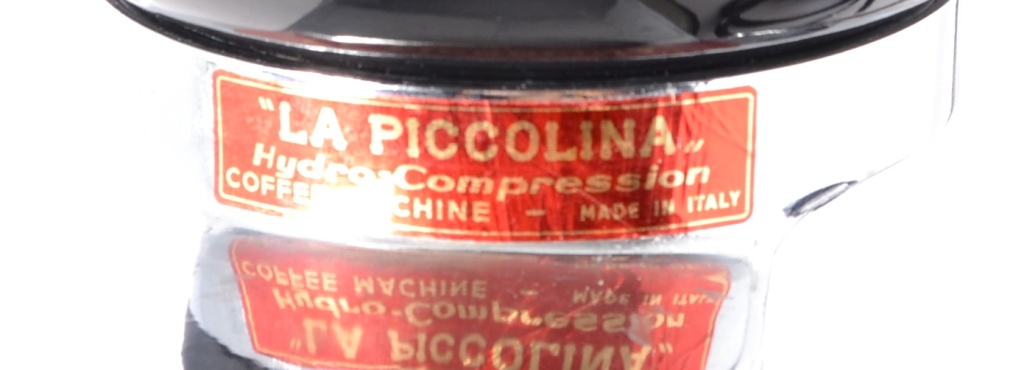 "LA PICCOLINA"
Hydro-Compression
COFFEE MACHINE - MADE IN ITALY